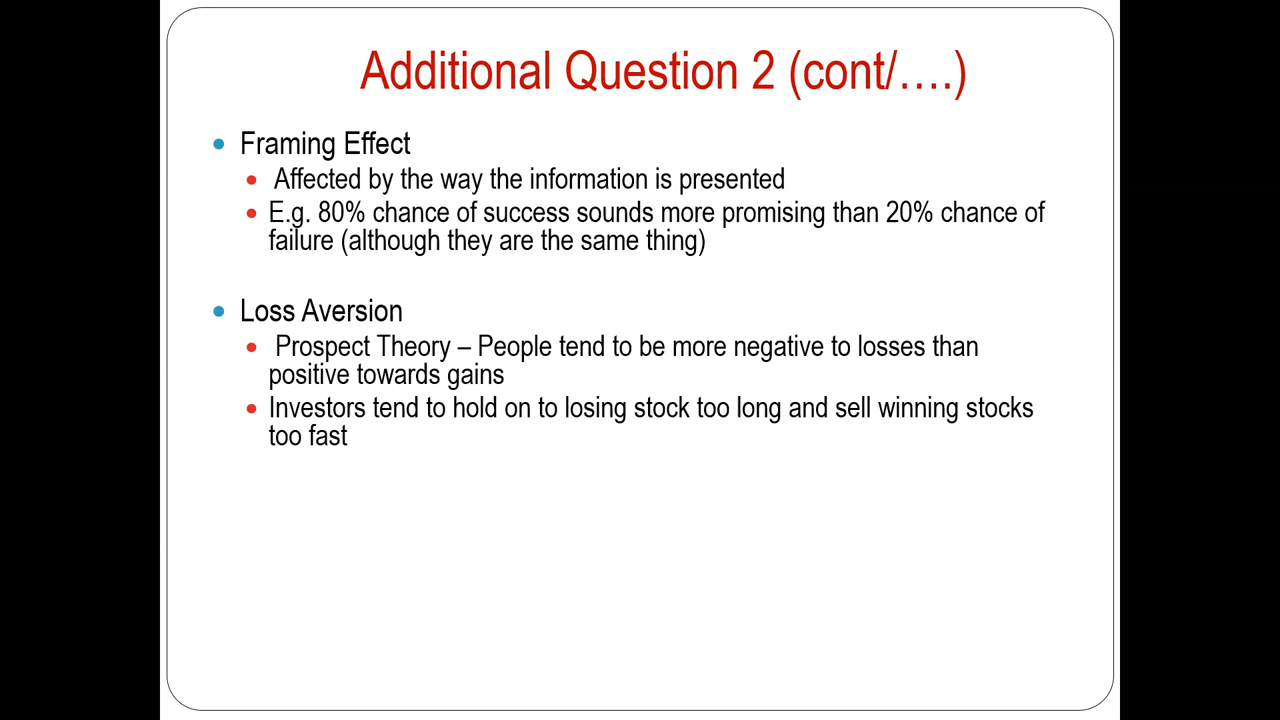 Additional Question 2 (cont/….)
Framing Effect
Affected by the way the information is presented
E.g. 80% chance of success sounds more promising than 20% chance of
failure (although they are the same thing)
Loss Aversion
Prospect Theory – People tend to be more negative to losses than
positive towards gains
Investors tend to hold on to losing stock too long and sell winning stocks
too fast